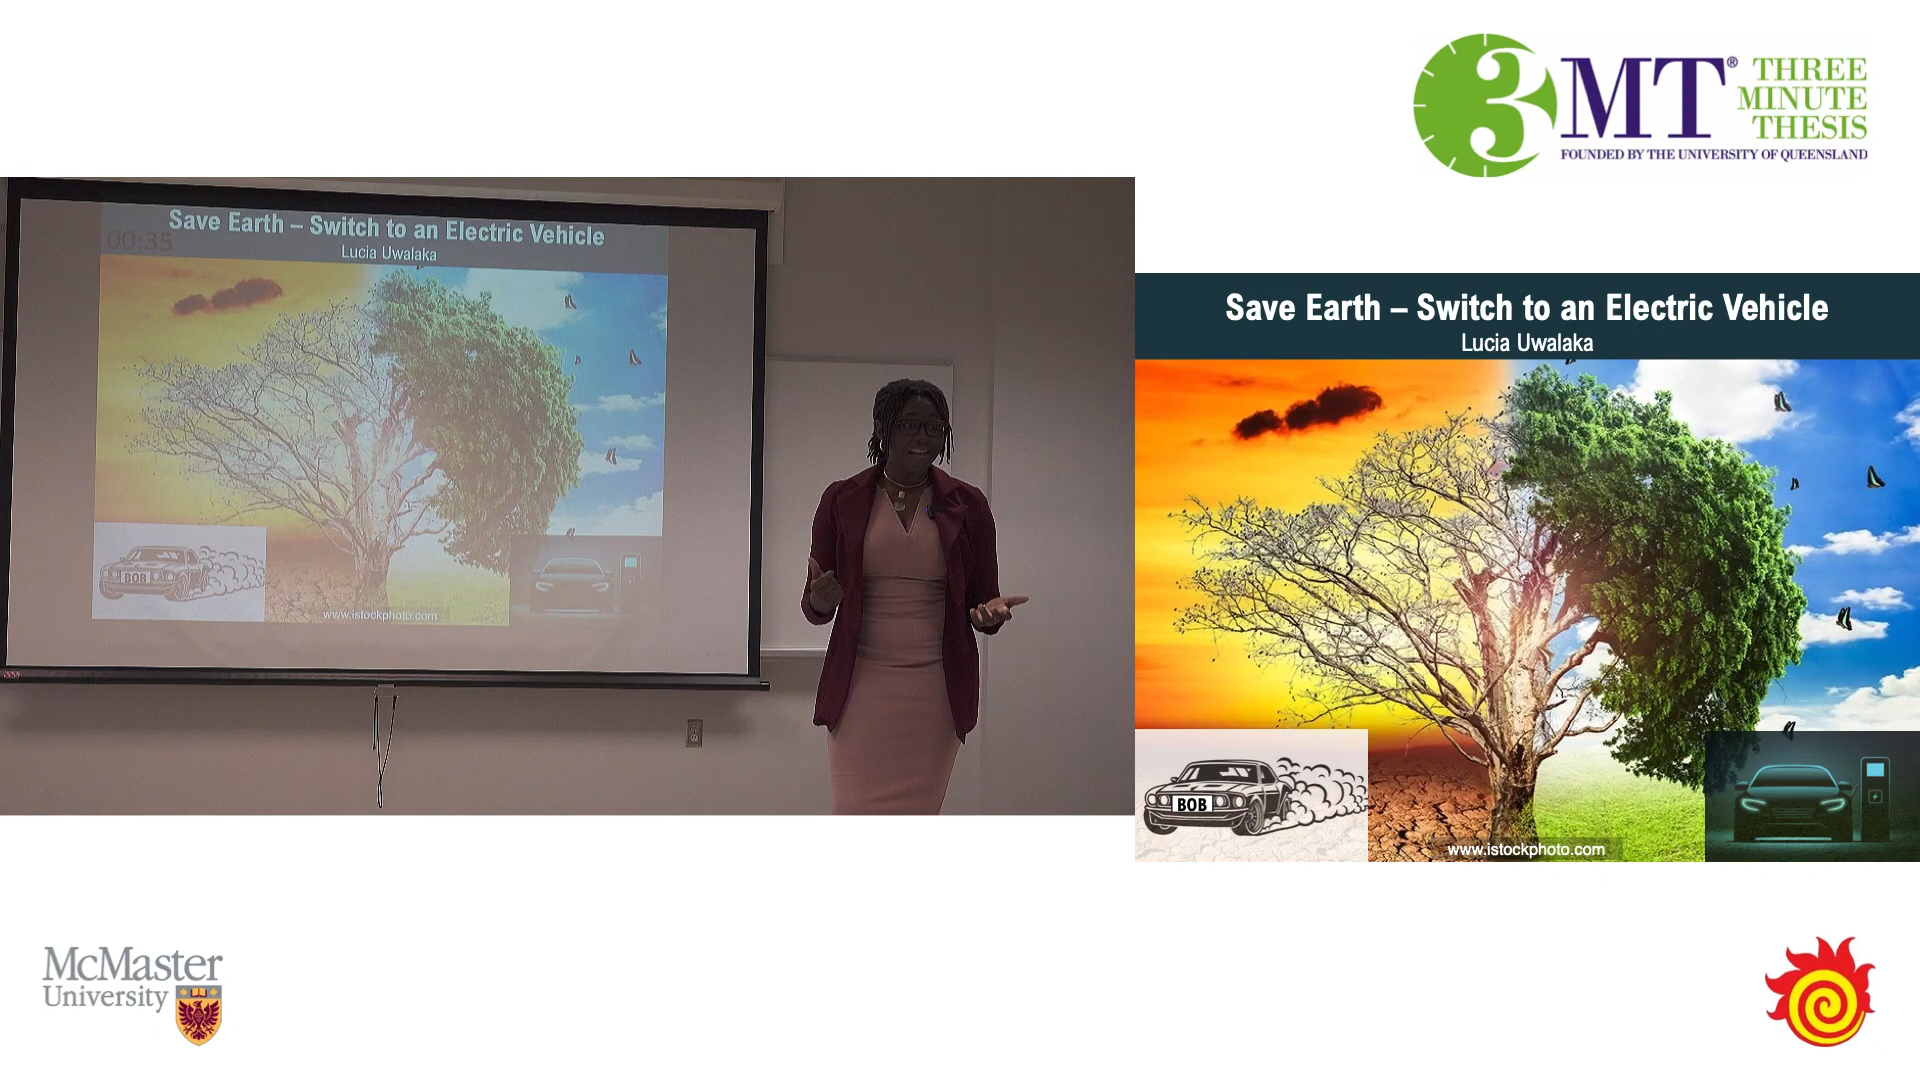 3MT® THREE
MINUTE
THESIS
FOUNDED BY THE UNIVERSITY OF QUEENSLAND
Save Earth – Switch to an Electric Vehicle
00:35
Lucia Uwalaka
BOB
www.istockphoto.com
Save Earth – Switch to an Electric Vehicle
Lucia Uwalaka
BOB
www.istockphoto.com
McMaster
University